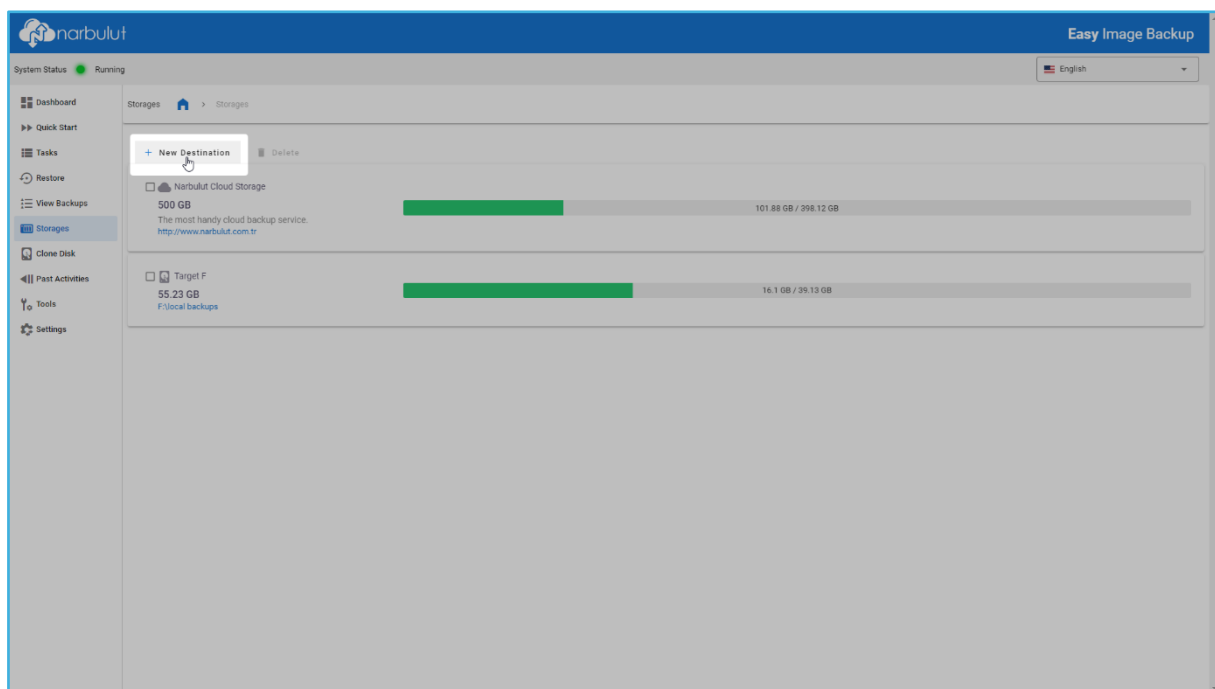 narbulut
Easy Image Backup
System Status Running
English
Dashboard
Quick Start
Tasks
Restore
View Backups
Storages
Clone Disk
Past Activities
Tools
Settings
Storages > Storages
+ New Destination Delete
Narbulut Cloud Storage
500 GB
101.88 GB / 398.12 GB
The most handy cloud backup service.
http://www.narbulut.com.tr
Target F
55.23 GB
16.1 GB / 39.13 GB
F:\local backups